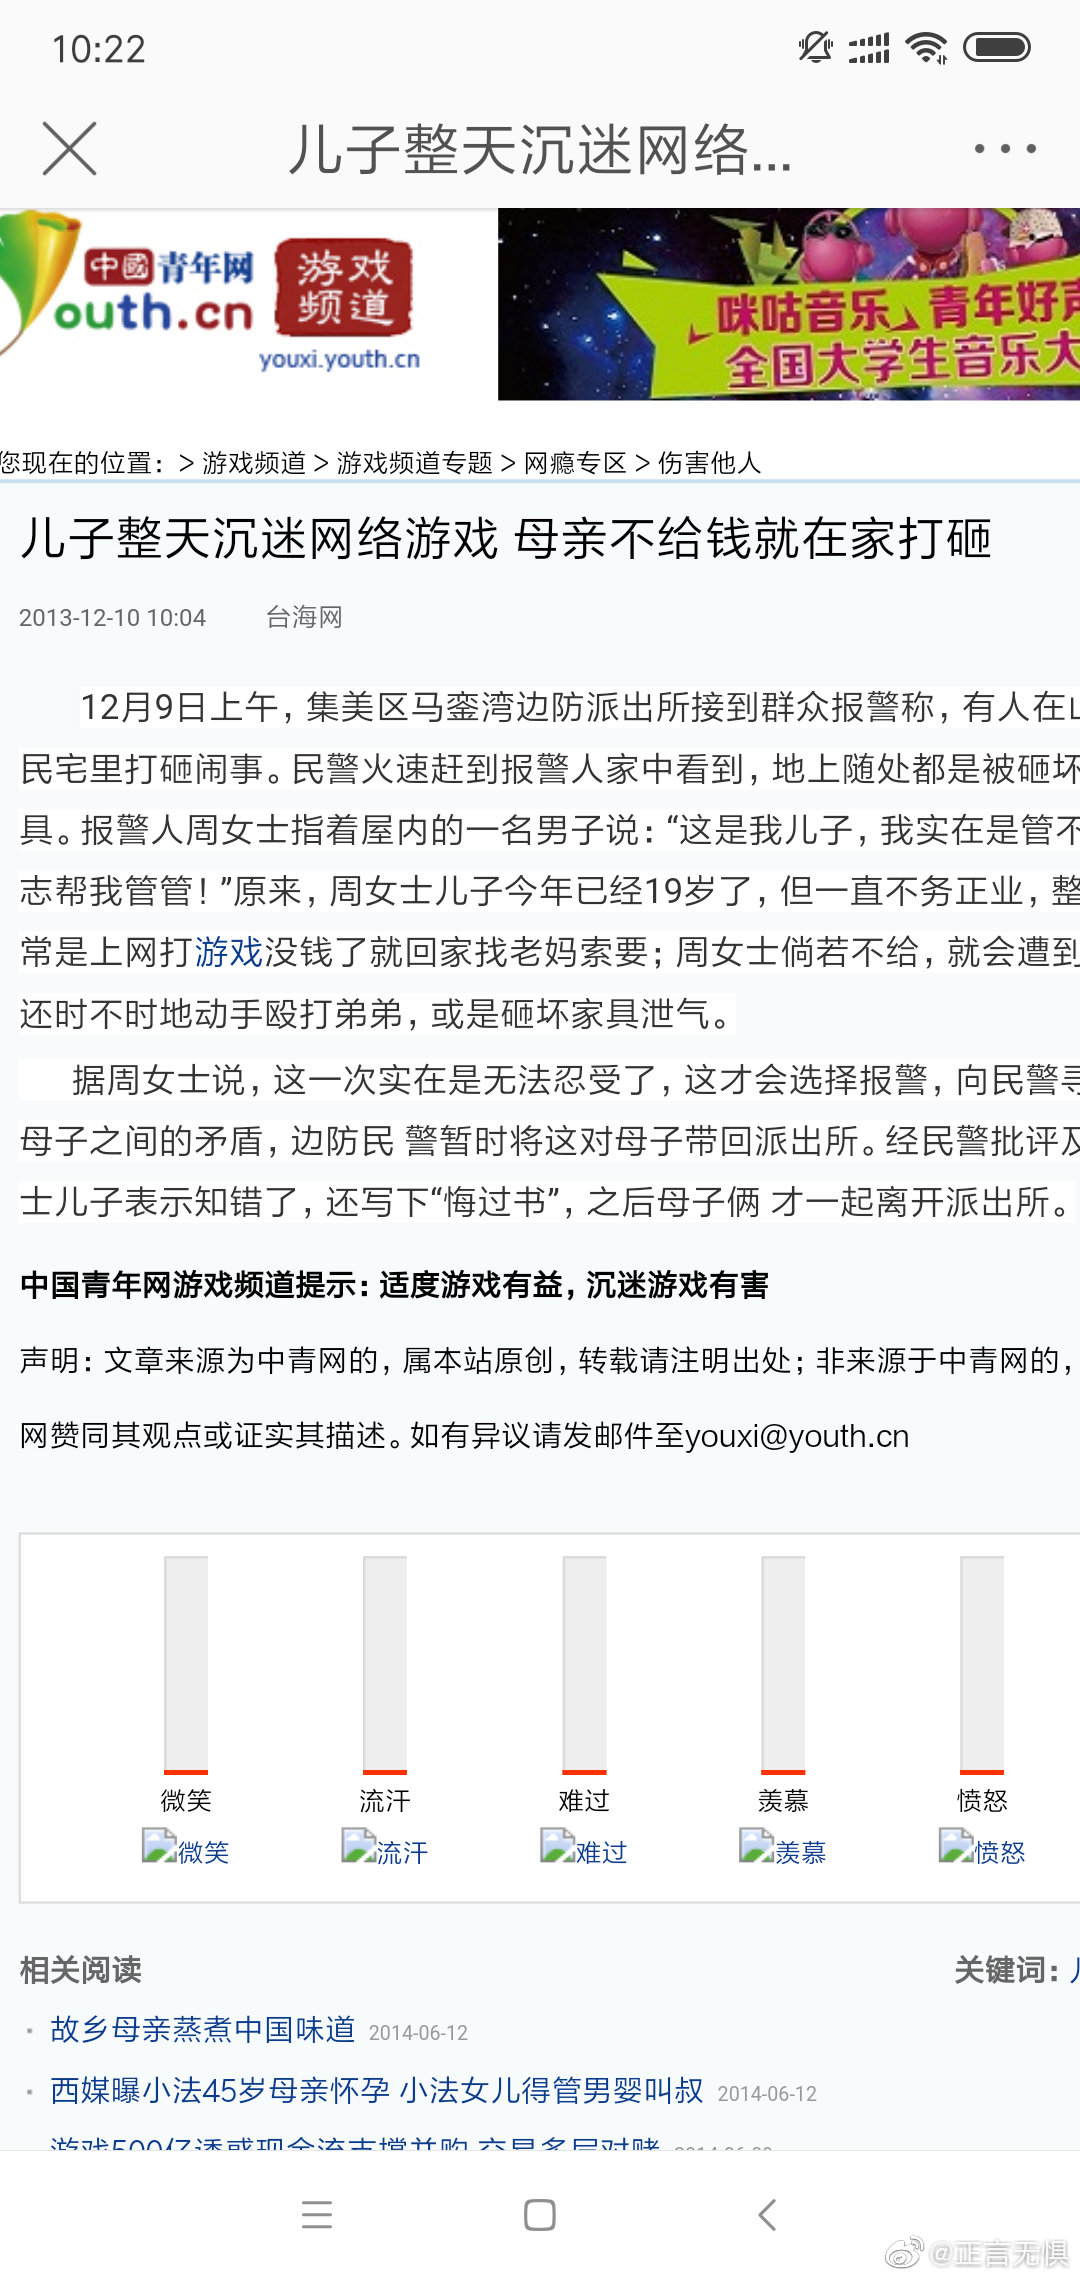 10:22
儿子整天沉迷网络...
中國青年网
Youth.cn
游戏
频道
youxi.youth.cn
咪咕音乐 青年好声
全国大学生音乐大
您现在的位置: > 游戏频道 > 游戏频道专题 > 网瘾专区 > 伤害他人
儿子整天沉迷网络游戏 母亲不给钱就在家打砸
2013-12-10 10:04 台海网
12月9日上午，集美区马銮湾边防派出所接到群众报警称，有人在
民宅里打砸闹事。民警火速赶到报警人家中看到，地上随处都是被砸坏
具。报警人周女士指着屋内的一名男子说：“这是我儿子，我实在是管不
志帮我管管！”原来，周女士儿子今年已经19岁了，但一直不务正业，整
常是上网打游戏没钱了就回家找老妈索要；周女士倘若不给，就会遭到
还时不时地动手殴打弟弟，或是砸坏家具泄气。
据周女士说，这一次实在是无法忍受了，这才会选择报警，向民警寻
母子之间的矛盾，边防民 警暂时将这对母子带回派出所。经民警批评及
士儿子表示知错了，还写下“悔过书”，之后母子俩 才一起离开派出所。
中国青年网游戏频道提示：适度游戏有益，沉迷游戏有害
声明：文章来源为中青网的，属本站原创，转载请注明出处；非来源于中青网的，
网赞同其观点或证实其描述。如有异议请发邮件至youxi@youth.cn
微笑 流汗 难过 羡慕 愤怒
微笑 流汗 难过 羡慕 愤怒
相关阅读 关键词：
· 故乡母亲蒸煮中国味道 2014-06-12
· 西媒曝小法45岁母亲怀孕 小法女儿得管男婴叫叔 2014-06-12
游戏500亿诱惑现金流支撑并购 交易多层对赌
@正言无惧